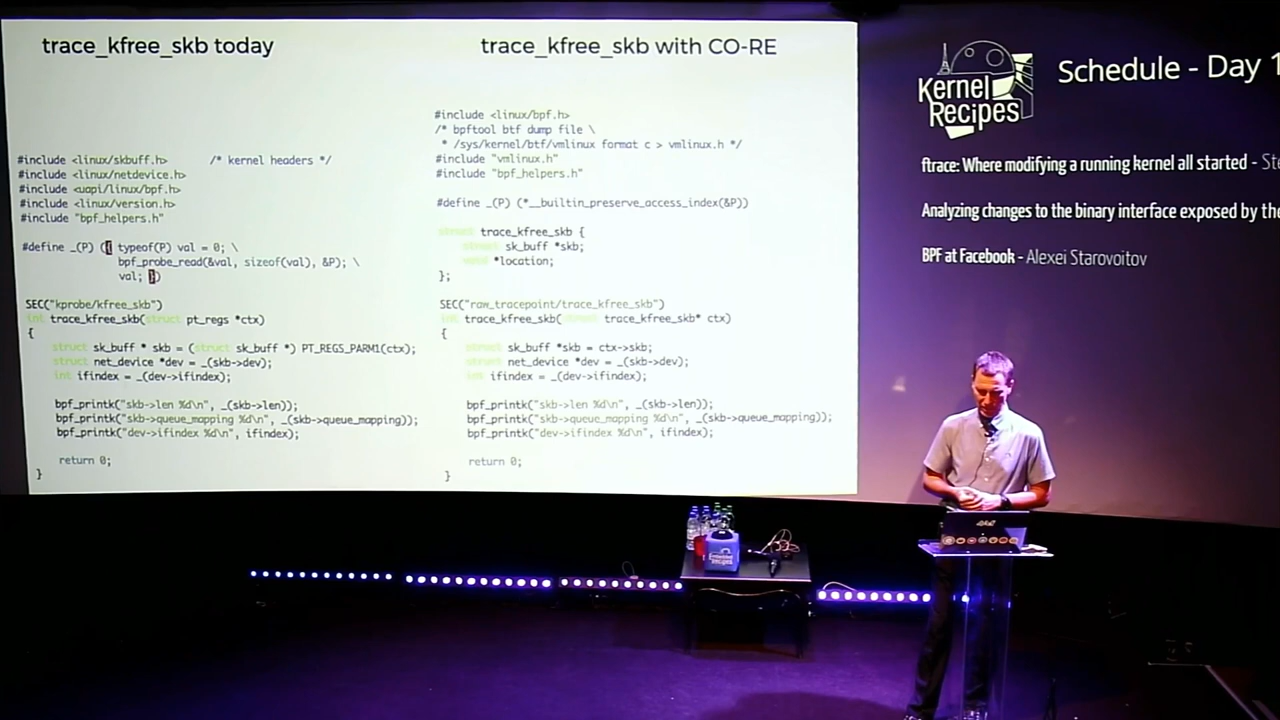 trace_kfree_skb today
#include <linux/skbuff.h> /* kernel headers */
#include <linux/netdevice.h>
#include <uapi/linux/bpf.h>
#include <linux/version.h>
#include "bpf_helpers.h"
#define _(P) ({ typeof(P) val = 0; \
bpf_probe_read(&val, sizeof(val), &P); \
val; })
SEC("kprobe/kfree_skb")
int trace_kfree_skb(struct pt_regs *ctx)
{
struct sk_buff * skb = (struct sk_buff *) PT_REGS_PARM1(ctx);
struct net_device *dev = _(skb->dev);
int ifindex = _(dev->ifindex);
bpf_printk("skb->len %d\n", _(skb->len));
bpf_printk("skb->queue_mapping %d\n", _(skb->queue_mapping));
bpf_printk("dev->ifindex %d\n", ifindex);
return 0;
}
trace_kfree_skb with CO-RE
#include <linux/bpf.h>
/* bpftool btf dump file \
* /sys/kernel/btf/vmlinux format c > vmlinux.h */
#include "vmlinux.h"
#include "bpf_helpers.h"
#define _(P) (*__builtin_preserve_access_index(&P))
struct trace_kfree_skb {
struct sk_buff *skb;
void *location;
};
SEC("raw_tracepoint/trace_kfree_skb")
int trace_kfree_skb(struct trace_kfree_skb* ctx)
{
struct sk_buff *skb = ctx->skb;
struct net_device *dev = _(skb->dev);
int ifindex = _(dev->ifindex);
bpf_printk("skb->len %d\n", _(skb->len));
bpf_printk("skb->queue_mapping %d\n", _(skb->queue_mapping));
bpf_printk("dev->ifindex %d\n", ifindex);
return 0;
}
Kernel
Recipes
Schedule - Day 1
ftrace: Where modifying a running kernel all started - Ste
Analyzing changes to the binary interface exposed by the
BPF at Facebook - Alexei Starovoitov